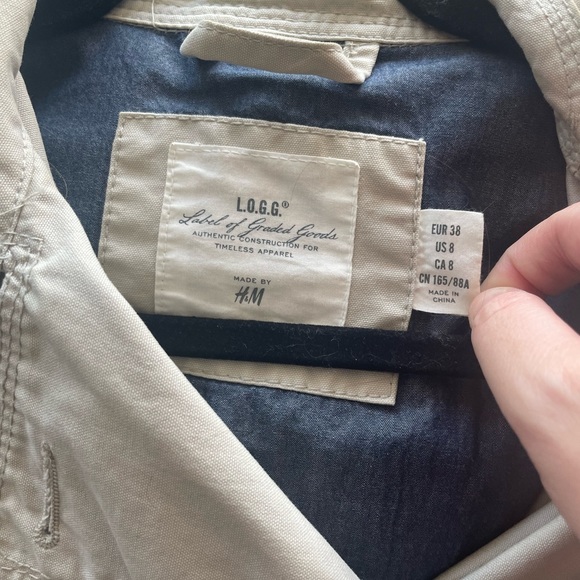 L.O.G.G.®
Label of Graded Goods
AUTHENTIC CONSTRUCTION FOR
TIMELESS APPAREL
MADE BY
H&M
EUR 38
US 8
CA 8
CN 165/88A
MADE IN
CHINA